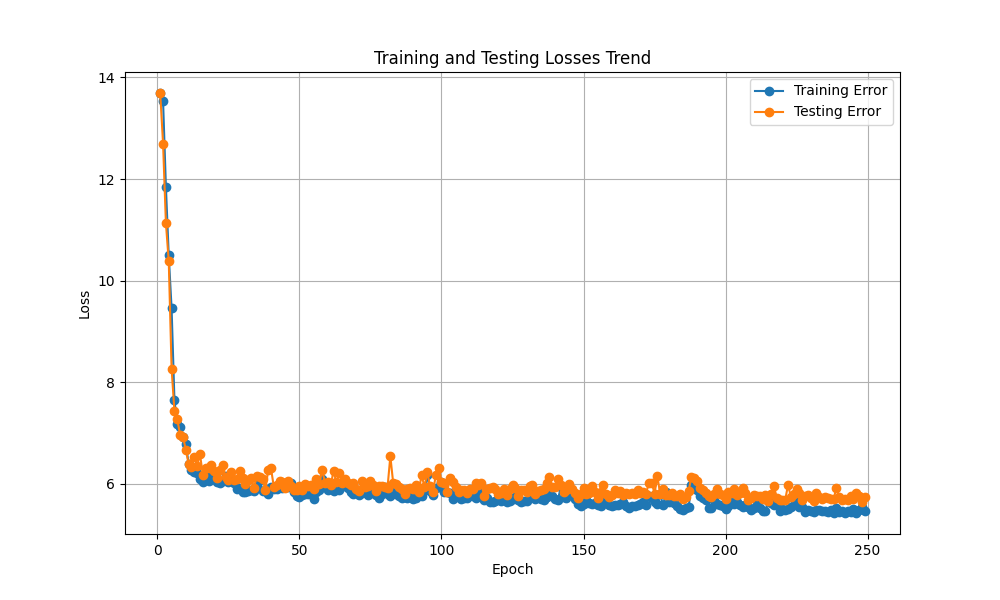 Training and Testing Losses Trend
14
12
10
8
6
Loss
Training Error
Testing Error
0
50
100
150
200
250
Epoch